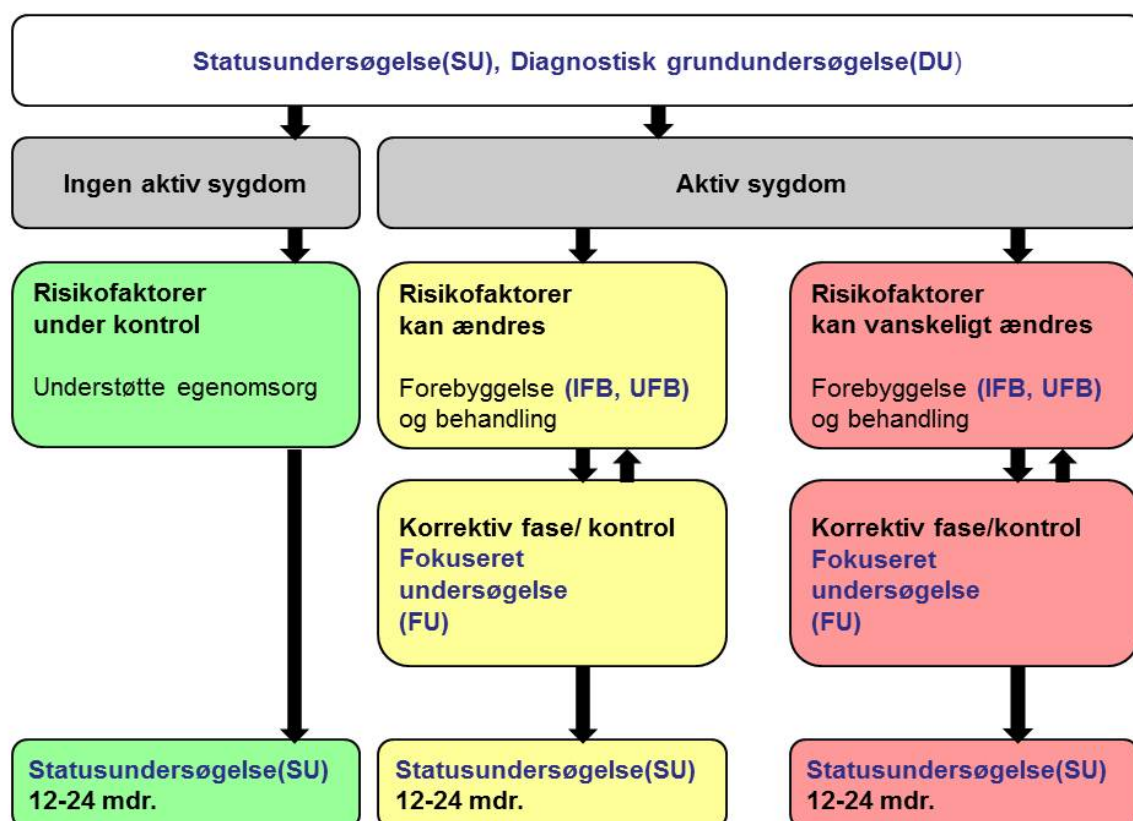 Statusundersøgelse(SU), Diagnostisk grundundersøgelse(DU)
Ingen aktiv sygdom
Aktiv sygdom
Risikofaktorer
under kontrol
Understøtte egenomsorg
Risikofaktorer
kan ændres
Forebyggelse (IFB, UFB)
og behandling
Risikofaktorer
kan vanskeligt ændres
Forebyggelse (IFB, UFB)
og behandling
Korrektiv fase/ kontrol
Fokuseret
undersøgelse
(FU)
Korrektiv fase/kontrol
Fokuseret
undersøgelse
(FU)
Statusundersøgelse(SU)
12-24 mdr.
Statusundersøgelse(SU)
12-24 mdr.
Statusundersøgelse(SU)
12-24 mdr.